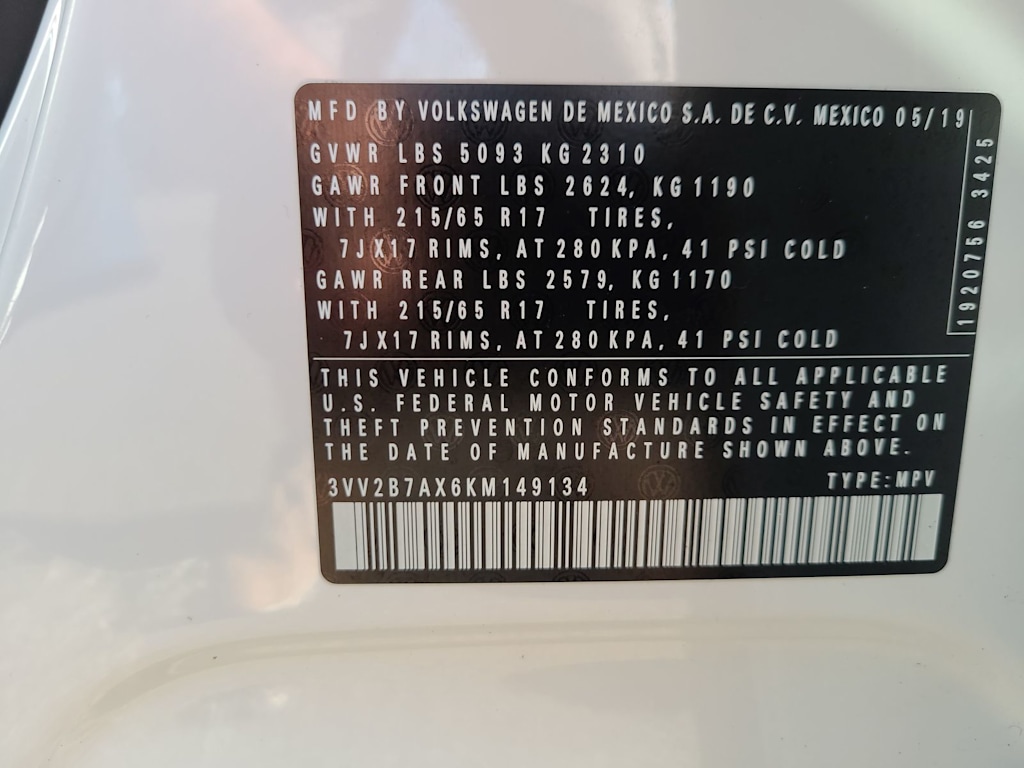 MFD BY VOLKSWAGEN DE MEXICO S.A. DE C.V. MEXICO 05/19
GVWR LBS 5093 KG 2310
GAWR FRONT LBS 2624, KG 1190
WITH 215/65 R17 TIRES,
7JX17 RIMS, AT 280 KPA, 41 PSI COLD
GAWR REAR LBS 2579, KG 1170
WITH 215/65 R17 TIRES,
7JX17 RIMS, AT 280 KPA, 41 PSI COLD
1920756 3425
THIS VEHICLE CONFORMS TO ALL APPLICABLE
U.S. FEDERAL MOTOR VEHICLE SAFETY AND
THEFT PREVENTION STANDARDS IN EFFECT ON
THE DATE OF MANUFACTURE SHOWN ABOVE.
3VV2B7AX6KM149134 TYPE: MPV